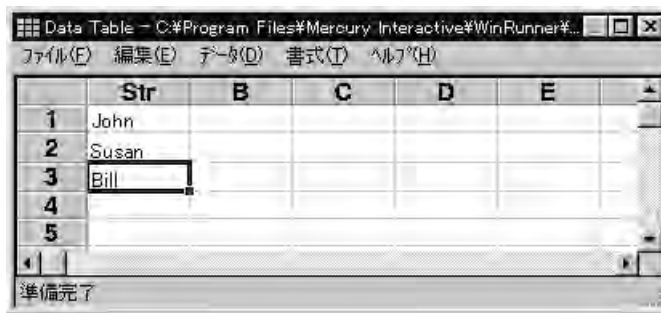 Data Table - C:¥Program Files¥Mercury Interactive¥WinRunner¥...
ファイル(F) 編集(E) データ(D) 書式(T) ヘルプ(H)
Str B C D E
1 John
2 Susan
3 Bill
4
5
準備完了